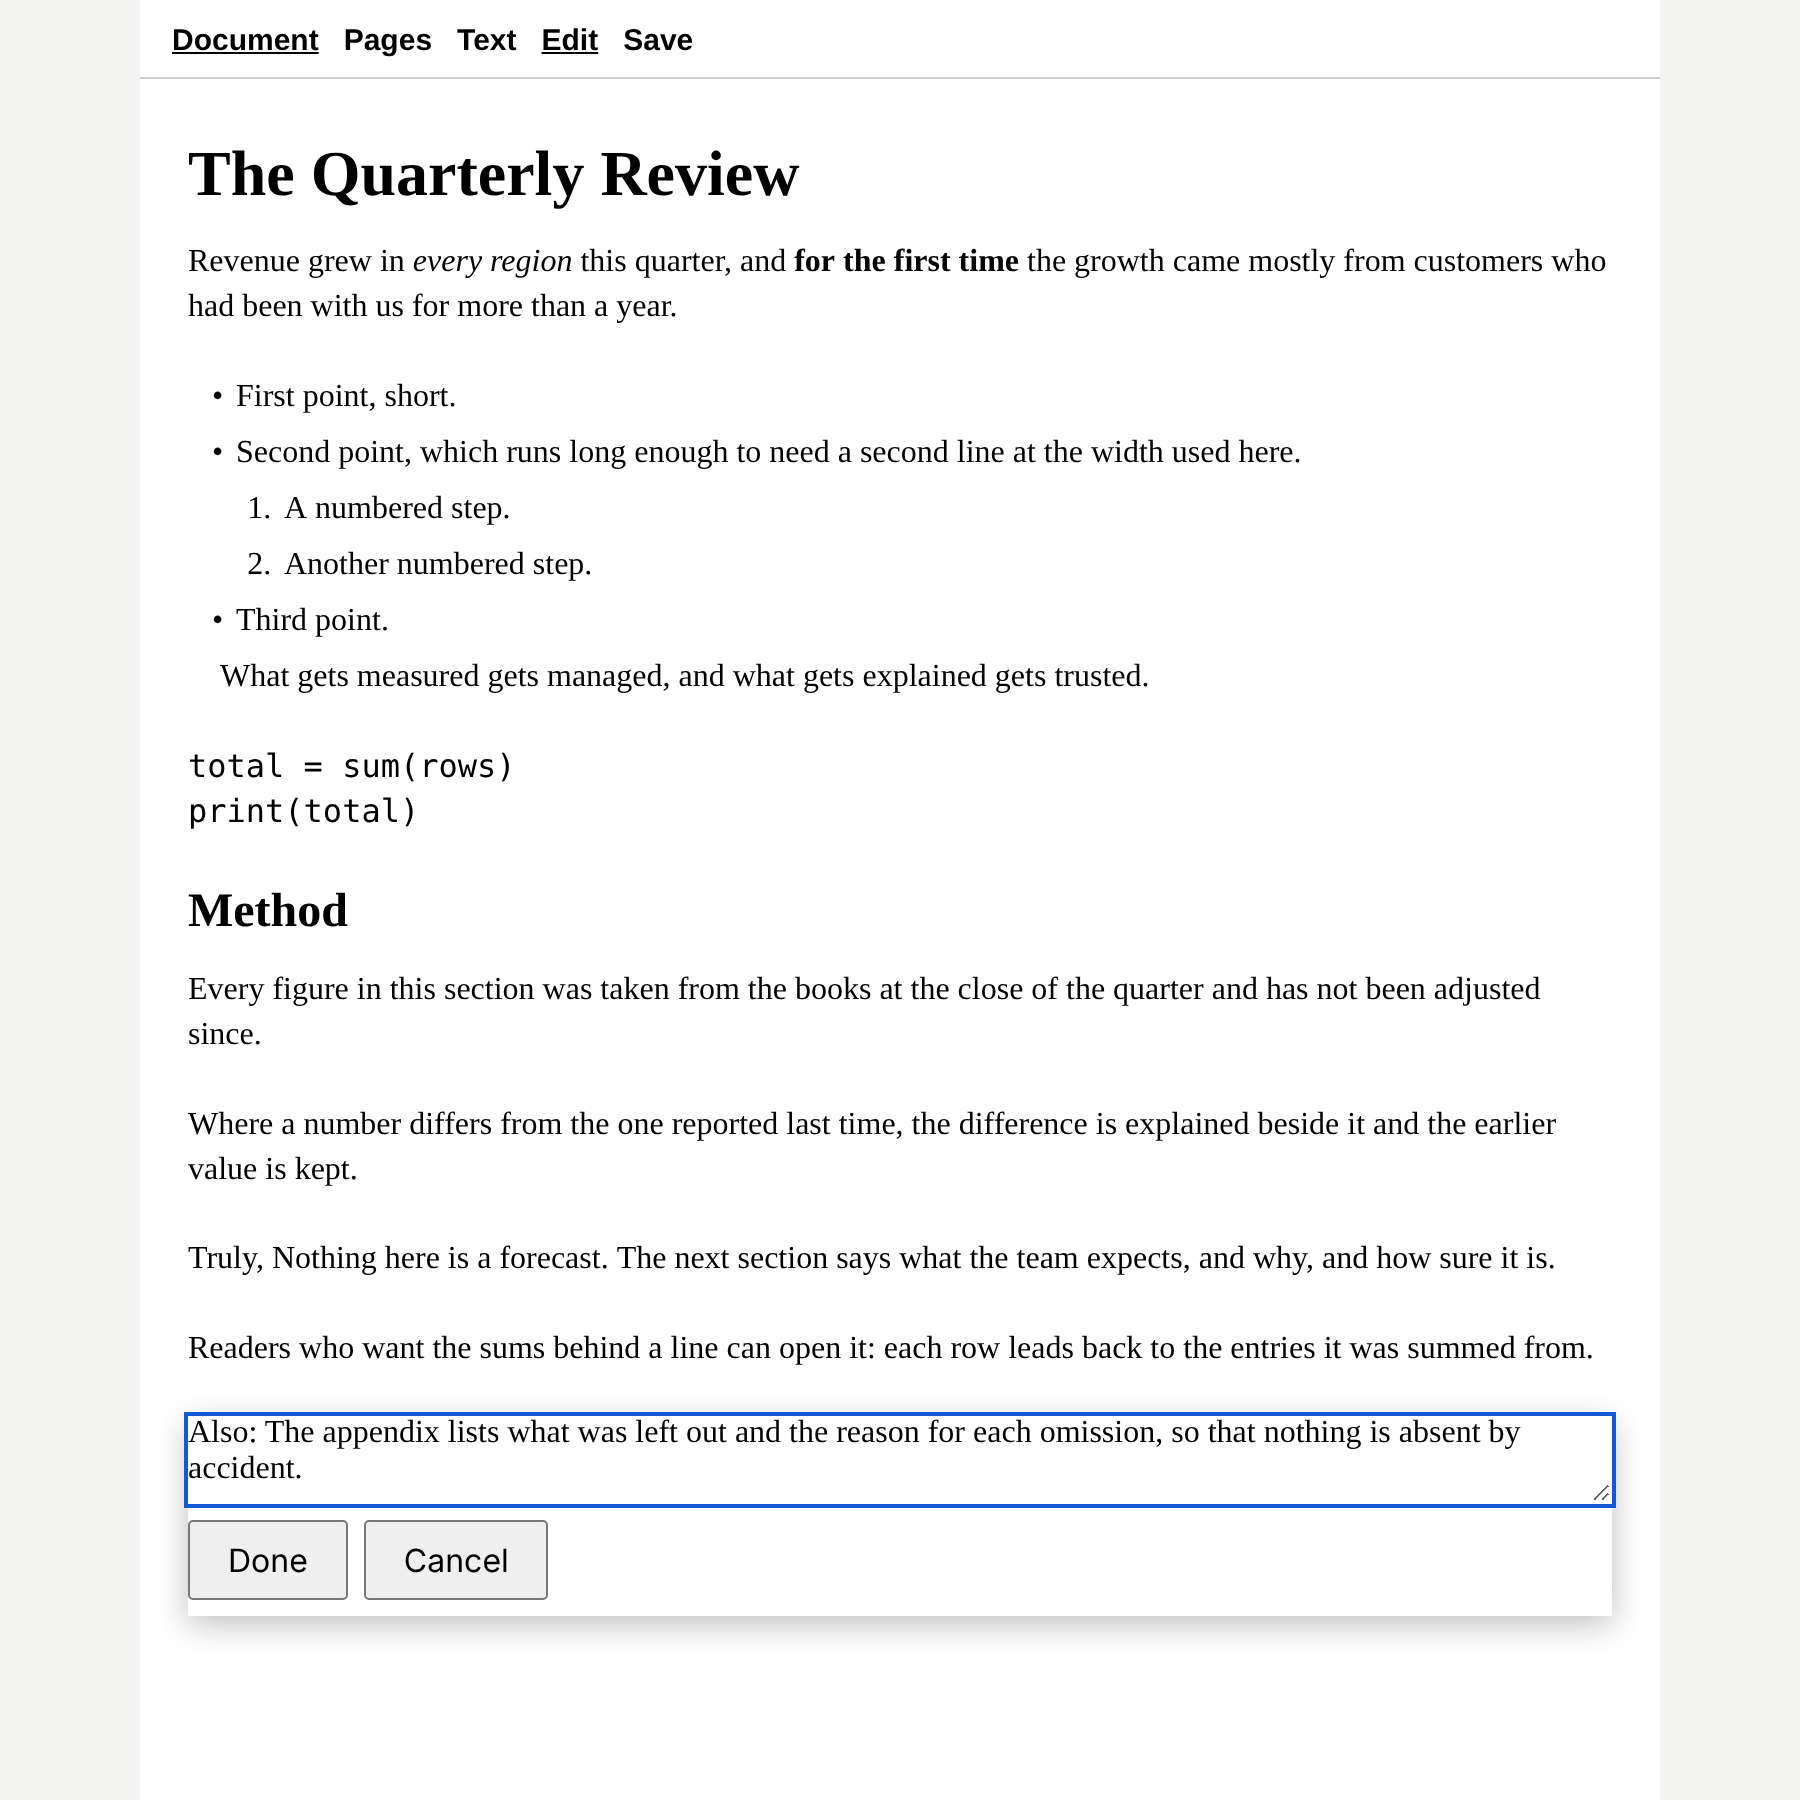 Document Pages Text Edit Save
The Quarterly Review
Revenue grew in every region this quarter, and for the first time the growth came mostly from customers who
had been with us for more than a year.
• First point, short.
• Second point, which runs long enough to need a second line at the width used here.
1. A numbered step.
2. Another numbered step.
• Third point.
What gets measured gets managed, and what gets explained gets trusted.
total = sum(rows)
print(total)
Method
Every figure in this section was taken from the books at the close of the quarter and has not been adjusted
since.
Where a number differs from the one reported last time, the difference is explained beside it and the earlier
value is kept.
Truly, Nothing here is a forecast. The next section says what the team expects, and why, and how sure it is.
Readers who want the sums behind a line can open it: each row leads back to the entries it was summed from.
Also: The appendix lists what was left out and the reason for each omission, so that nothing is absent by
accident.
Done Cancel